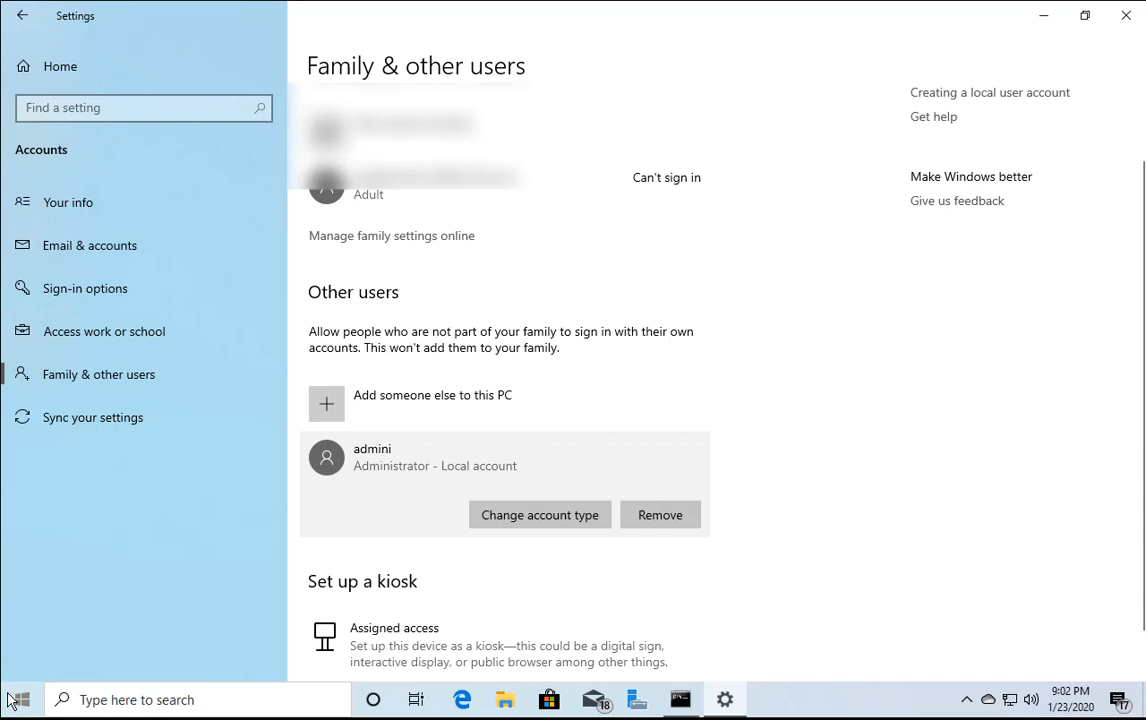 Settings
Home
Find a setting
Accounts
Your info
Email & accounts
Sign-in options
Access work or school
Family & other users
Sync your settings
Family & other users
Can't sign in
Adult
Manage family settings online
Other users
Allow people who are not part of your family to sign in with their own
accounts. This won't add them to your family.
Add someone else to this PC
admini
Administrator - Local account
Change account type
Remove
Set up a kiosk
Assigned access
Set up this device as a kiosk—this could be a digital sign,
interactive display, or public browser among other things.
Creating a local user account
Get help
Make Windows better
Give us feedback
Type here to search
18
9:02 PM
1/23/2020
17